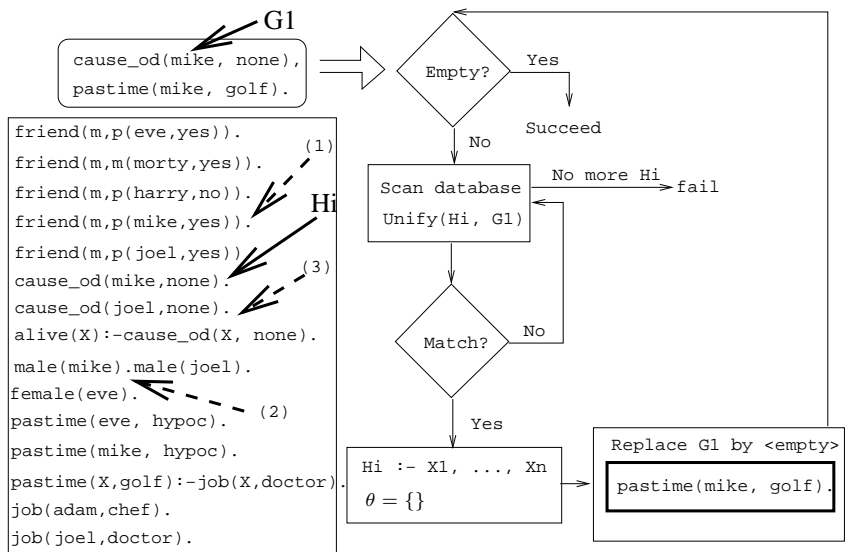 G1
cause_od(mike, none),
pastime(mike, golf).
Empty?
Yes
Succeed
No
friend(m,p(eve,yes)).
friend(m,m(morty,yes)).
(1)
friend(m,p(harry,no)).
Hi
friend(m,p(mike,yes)).
friend(m,p(joel,yes))
cause_od(mike,none).
(3)
cause_od(joel,none).
alive(X):-cause_od(X, none).
male(mike).male(joel).
female(eve).
(2)
pastime(eve, hypoc).
pastime(mike, hypoc).
pastime(X,golf):-job(X,doctor).
job(adam,chef).
job(joel,doctor).
Scan database
Unify(Hi, G1)
No more Hi
fail
Match?
No
Yes
Hi :- X1, ..., Xn
θ = {}
Replace G1 by <empty>
pastime(mike, golf).